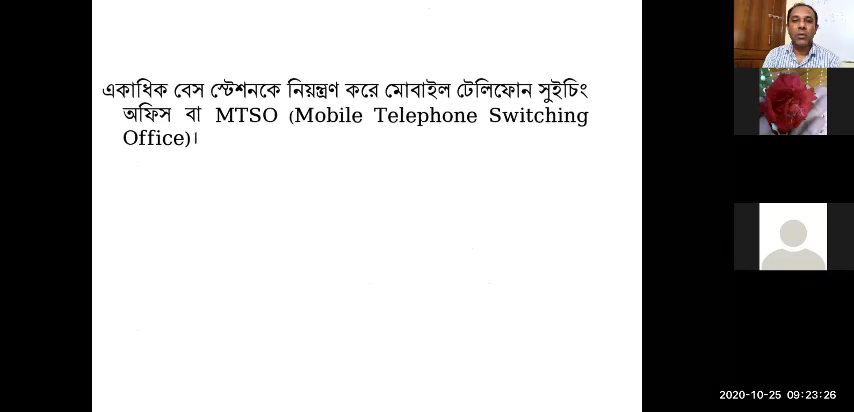 একাধিক বেস স্টেশনকে নিয়ন্ত্রণ করে মোবাইল টেলিফোন সুইচিং
অফিস বা MTSO (Mobile Telephone Switching
Office)।
2020-10-25 09:23:26